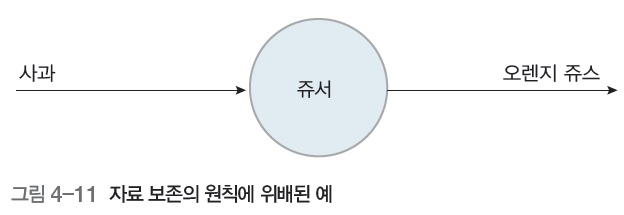 사과
쥬서
오렌지 쥬스
그림 4-11 자료 보존의 원칙에 위배된 예